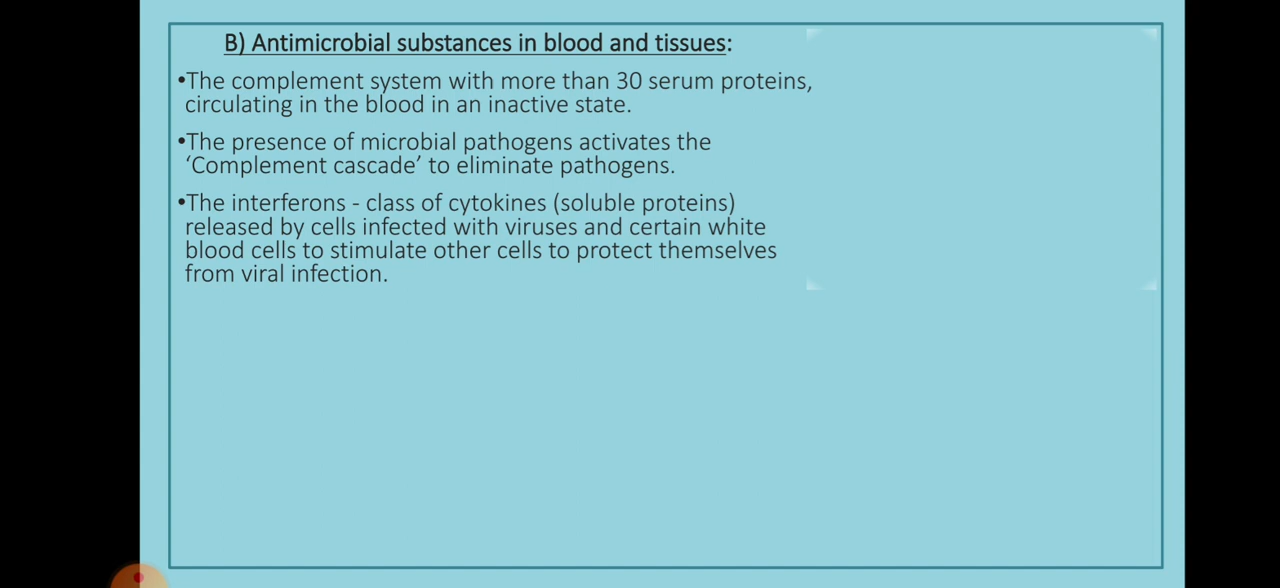 B) Antimicrobial substances in blood and tissues:
•The complement system with more than 30 serum proteins,
circulating in the blood in an inactive state.
•The presence of microbial pathogens activates the
‘Complement cascade’ to eliminate pathogens.
•The interferons - class of cytokines (soluble proteins)
released by cells infected with viruses and certain white
blood cells to stimulate other cells to protect themselves
from viral infection.